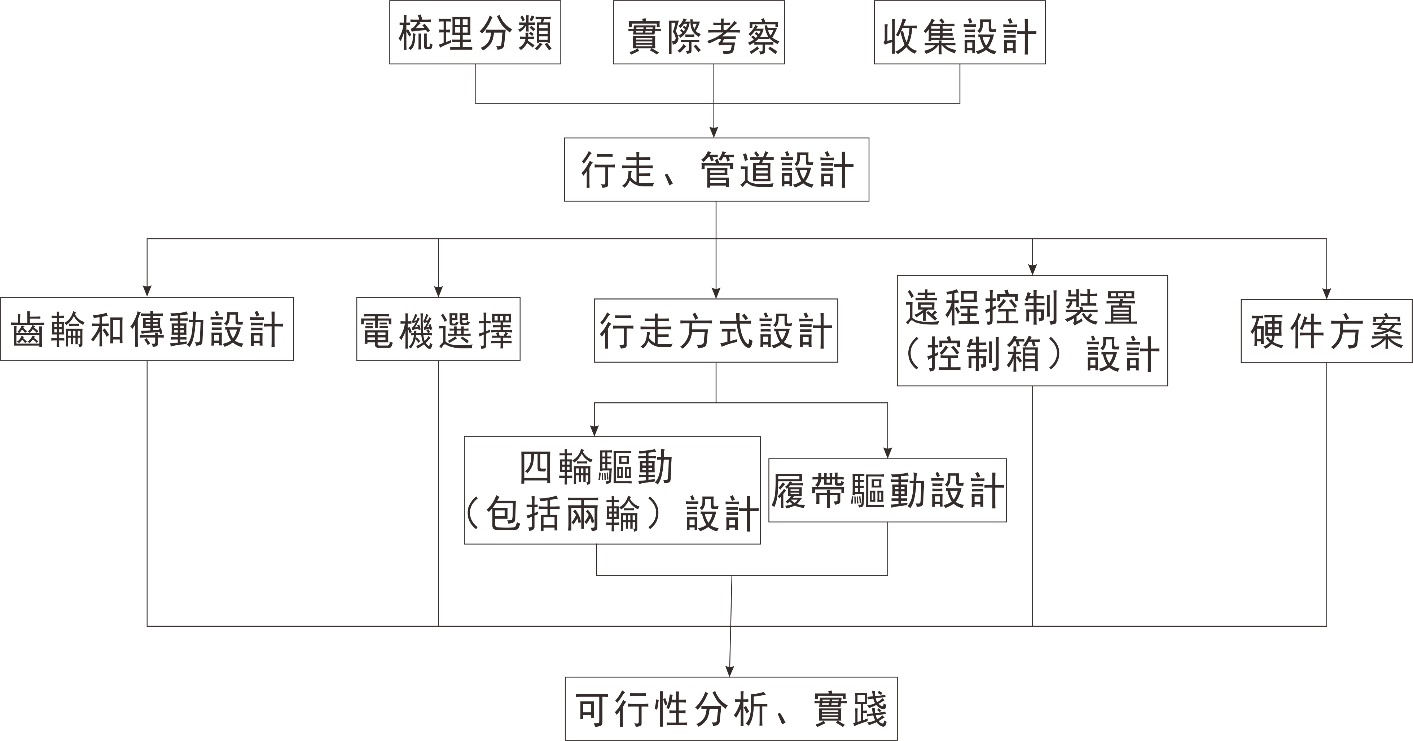 梳理分類
實際考察
收集設計
行走、管道設計
齒輪和傳動設計
電機選擇
行走方式設計
遠程控制裝置
（控制箱）設計
硬件方案
四輪驅動
（包括兩輪）設計
履帶驅動設計
可行性分析、實踐